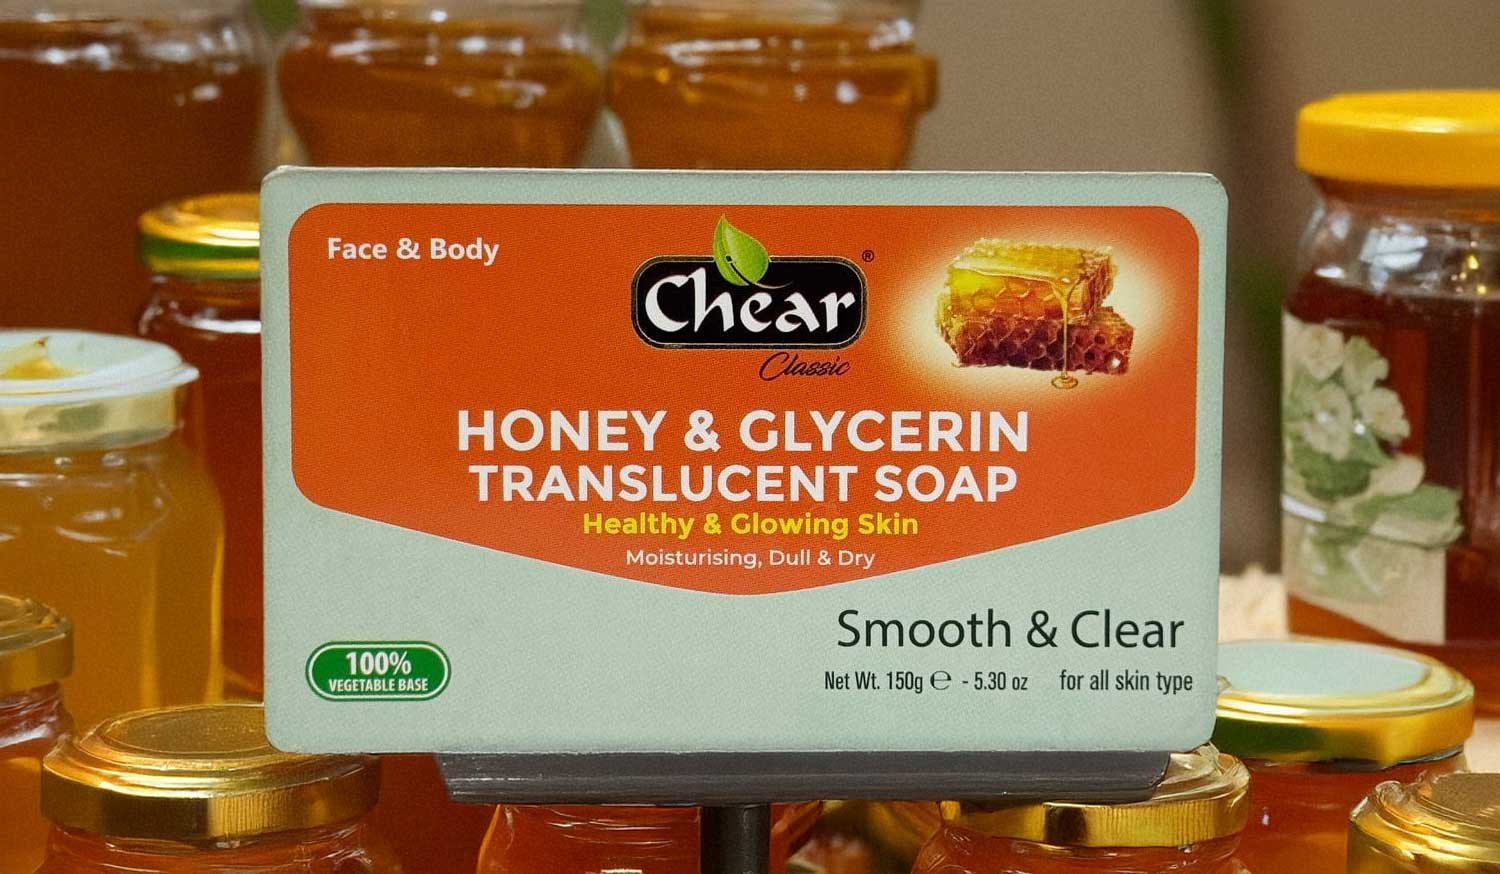 Face & Body
Chear®
Classic
HONEY & GLYCERIN
TRANSLUCENT SOAP
Healthy & Glowing Skin
Moisturising, Dull & Dry
Smooth & Clear
100%
VEGETABLE BASE
Net Wt. 150g ℮ - 5.30 oz for all skin type